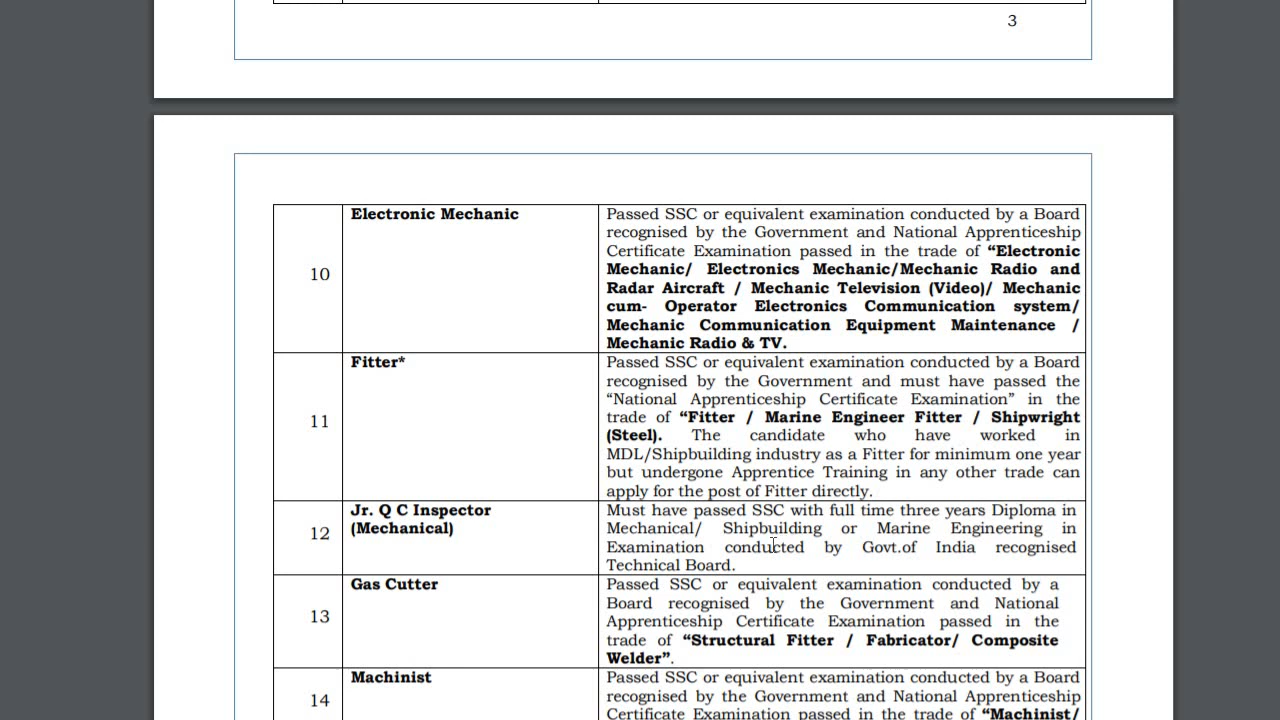 3
10
Electronic Mechanic
Passed SSC or equivalent examination conducted by a Board
recognised by the Government and National Apprenticeship
Certificate Examination passed in the trade of “Electronic
Mechanic/ Electronics Mechanic/Mechanic Radio and
Radar Aircraft / Mechanic Television (Video)/ Mechanic
cum- Operator Electronics Communication system/
Mechanic Communication Equipment Maintenance /
Mechanic Radio & TV.
11
Fitter*
Passed SSC or equivalent examination conducted by a Board
recognised by the Government and must have passed the
“National Apprenticeship Certificate Examination” in the
trade of “Fitter / Marine Engineer Fitter / Shipwright
(Steel). The candidate who have worked in
MDL/Shipbuilding industry as a Fitter for minimum one year
but undergone Apprentice Training in any other trade can
apply for the post of Fitter directly.
12
Jr. Q C Inspector
(Mechanical)
Must have passed SSC with full time three years Diploma in
Mechanical/ Shipbuilding or Marine Engineering in
Examination conducted by Govt.of India recognised
Technical Board.
13
Gas Cutter
Passed SSC or equivalent examination conducted by a
Board recognised by the Government and National
Apprenticeship Certificate Examination passed in the
trade of “Structural Fitter / Fabricator/ Composite
Welder”.
14
Machinist
Passed SSC or equivalent examination conducted by a Board
recognised by the Government and National Apprenticeship
Certificate Examination passed in the trade of “Machinist/